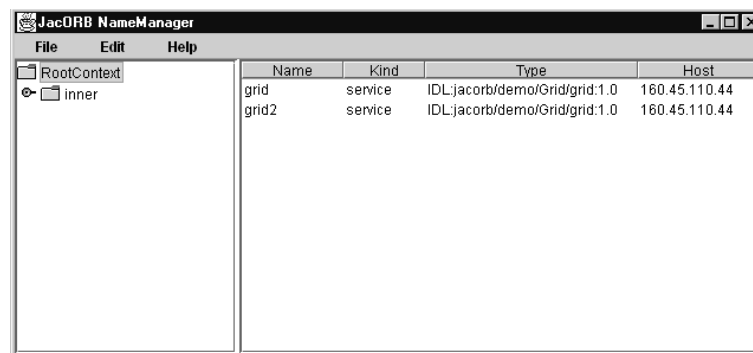 JacORB NameManager
File Edit Help
RootContext
inner
Name Kind Type Host
grid service IDL:jacorb/demo/Grid/grid:1.0 160.45.110.44
grid2 service IDL:jacorb/demo/Grid/grid:1.0 160.45.110.44